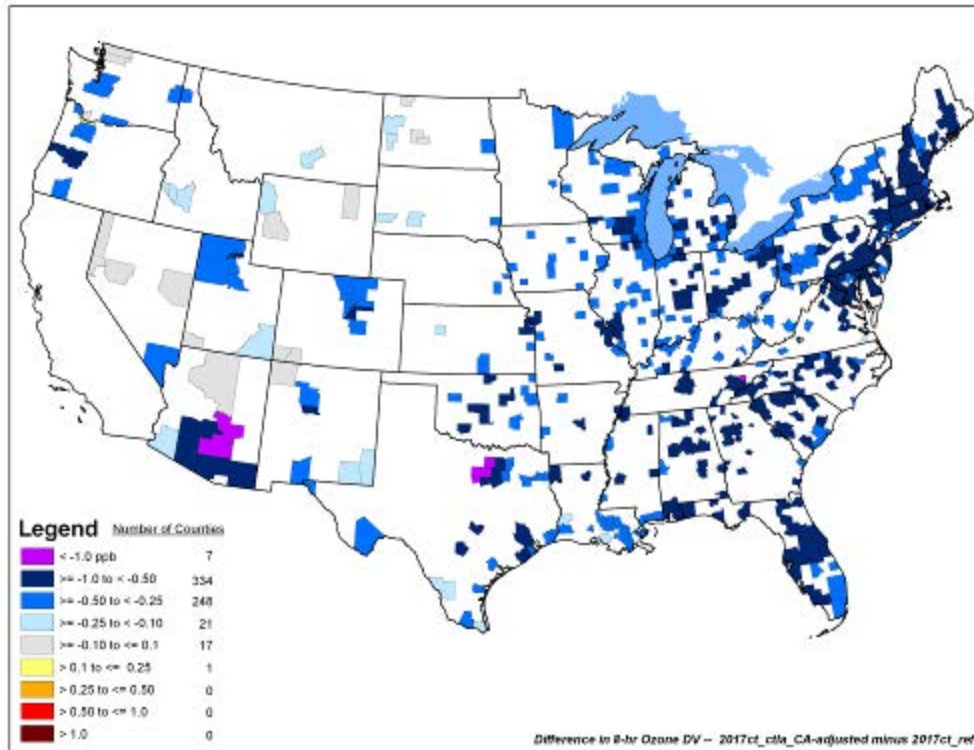 Legend Number of Counties
< -1.0 ppb 7
>= -1.0 to < -0.50 334
>= -0.50 to < -0.25 248
>= -0.25 to < -0.10 21
>= -0.10 to <= 0.1 17
> 0.1 to <= 0.25 1
> 0.25 to <= 0.50 0
> 0.50 to <= 1.0 0
> 1.0 0
Difference in 8-hr Ozone DV -- 2017ct_ctla_CA-adjusted minus 2017ct_ref